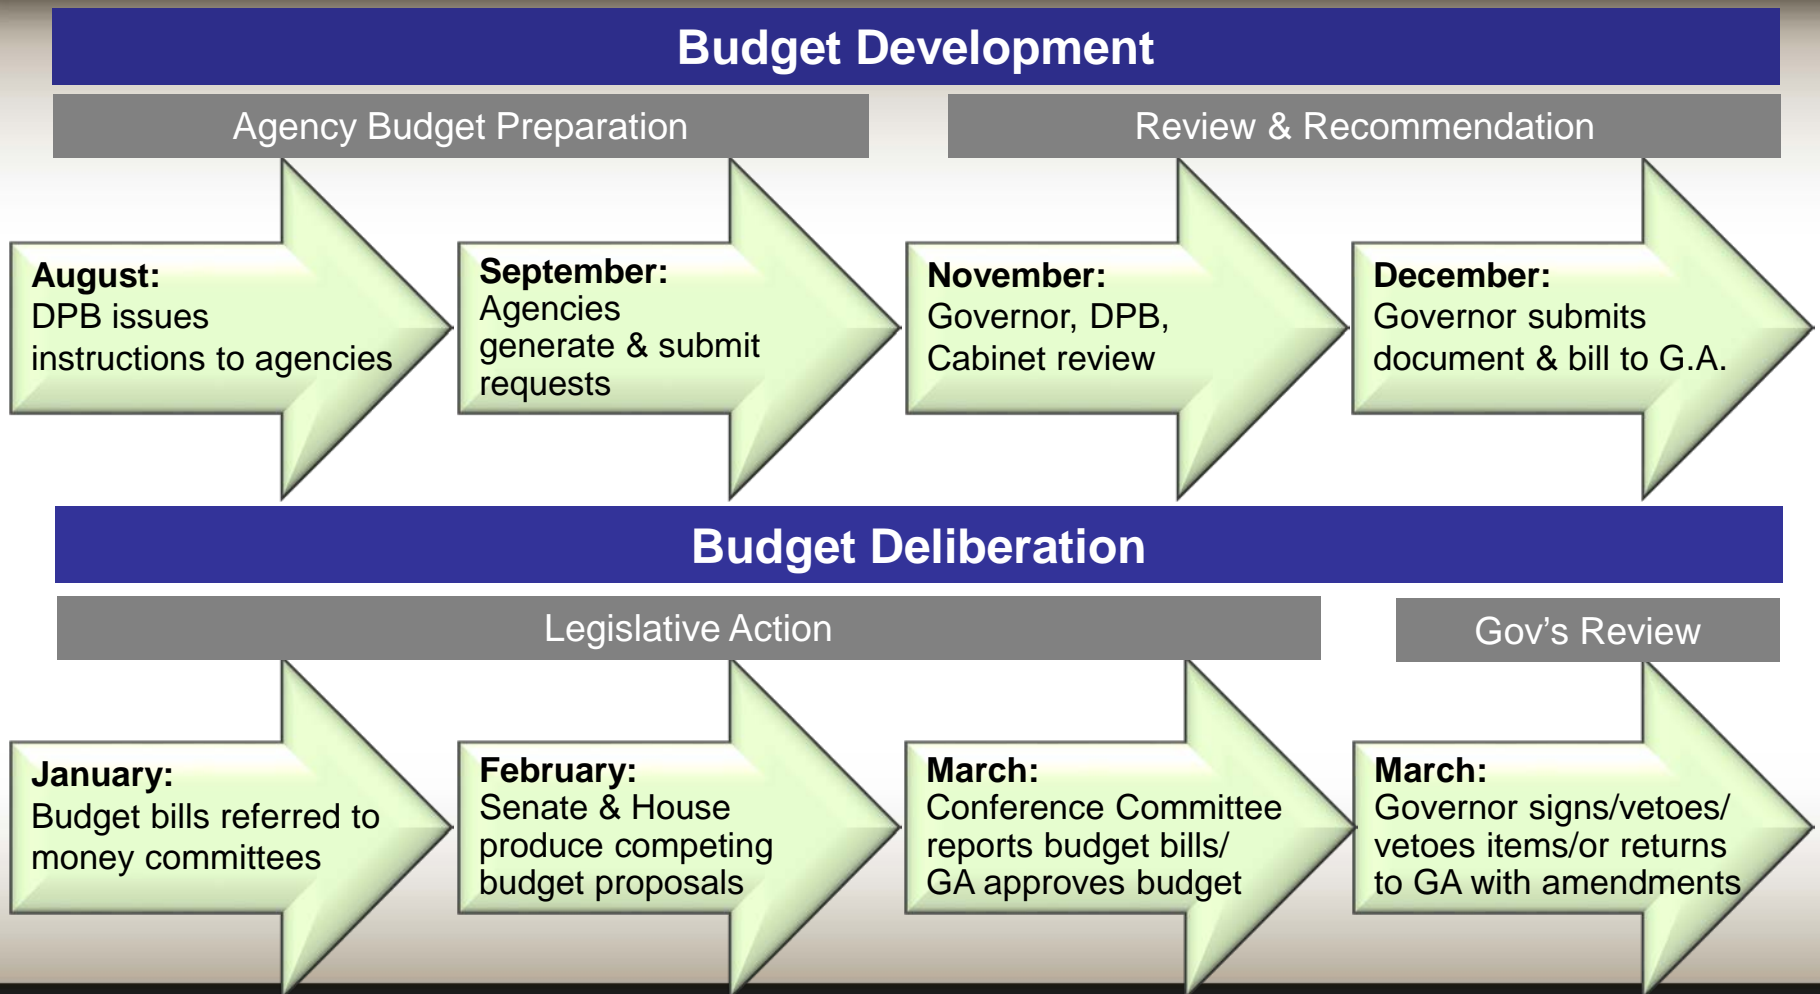 Budget Development
Agency Budget Preparation
Review & Recommendation
August:
DPB issues
instructions to agencies
September:
Agencies
generate & submit
requests
November:
Governor, DPB,
Cabinet review
December:
Governor submits
document & bill to G.A.
Budget Deliberation
Legislative Action
Gov’s Review
January:
Budget bills referred to
money committees
February:
Senate & House
produce competing
budget proposals
March:
Conference Committee
reports budget bills/
GA approves budget
March:
Governor signs/vetoes/
vetoes items/or returns
to GA with amendments